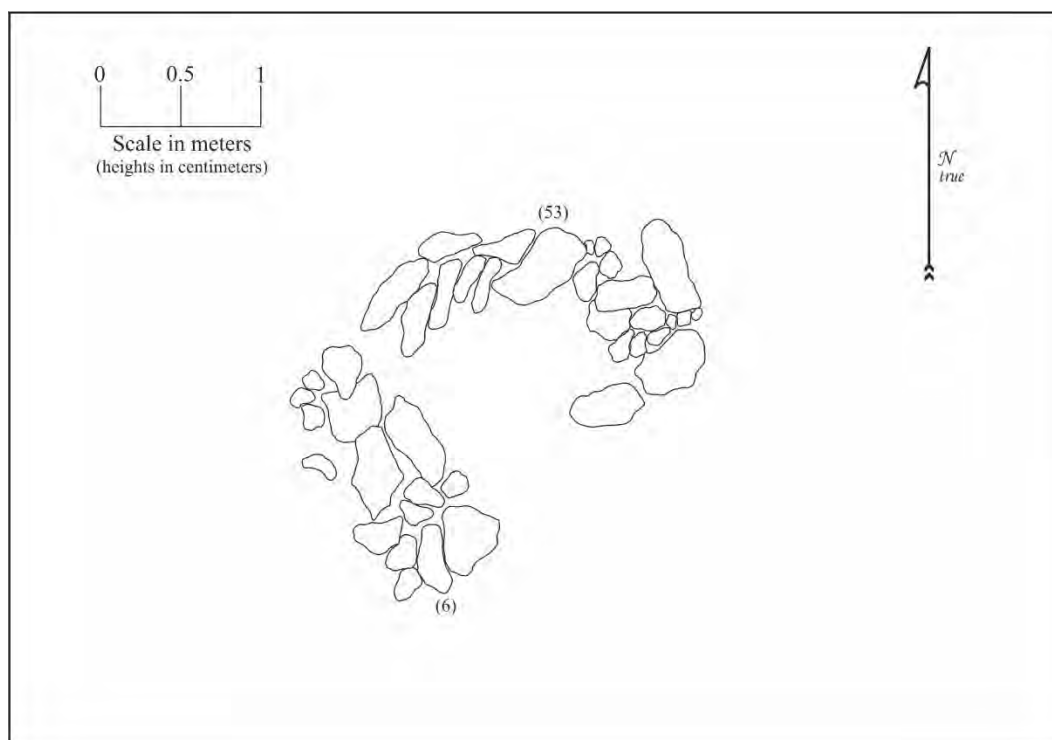 0 0.5 1
Scale in meters
(heights in centimeters)
N
true
(53)
(6)